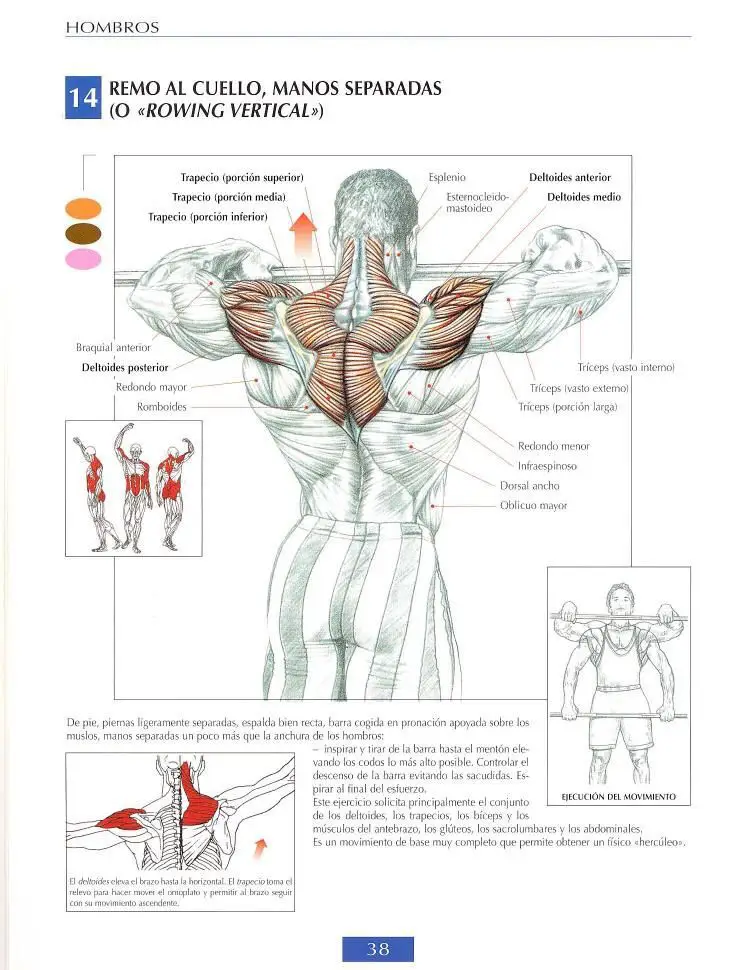 HOMBROS
14
REMO AL CUELLO, MANOS SEPARADAS
(O «ROWING VERTICAL»)
Trapecio (porción superior)
Trapecio (porción media)
Trapecio (porción inferior)
Esplenio
Esternocleido-
mastoideo
Deltoides anterior
Deltoides medio
Braquial anterior
Deltoides posterior
Redondo mayor
Romboides
Tríceps (vasto interno)
Tríceps (vasto externo)
Tríceps (porción larga)
Redondo menor
Infraespinoso
Dorsal ancho
Oblicuo mayor
EJECUCIÓN DEL MOVIMIENTO
De pie, piernas ligeramente separadas, espalda bien recta, barra cogida en pronación apoyada sobre los
muslos, manos separadas un poco más que la anchura de los hombros:
– inspirar y tirar de la barra hasta el mentón ele-
vando los codos lo más alto posible. Controlar el
descenso de la barra evitando las sacudidas. Es-
pirar al final del esfuerzo.
Este ejercicio solicita principalmente el conjunto
de los deltoides, los trapecios, los bíceps y los
músculos del antebrazo, los glúteos, los sacrolumbares y los abdominales.
Es un movimiento de base muy completo que permite obtener un físico «hercúleo».
El deltoides eleva el brazo hasta la horizontal. El trapecio toma el
relevo para hacer mover el omoplato y permitir al brazo seguir
con su movimiento ascendente.
38